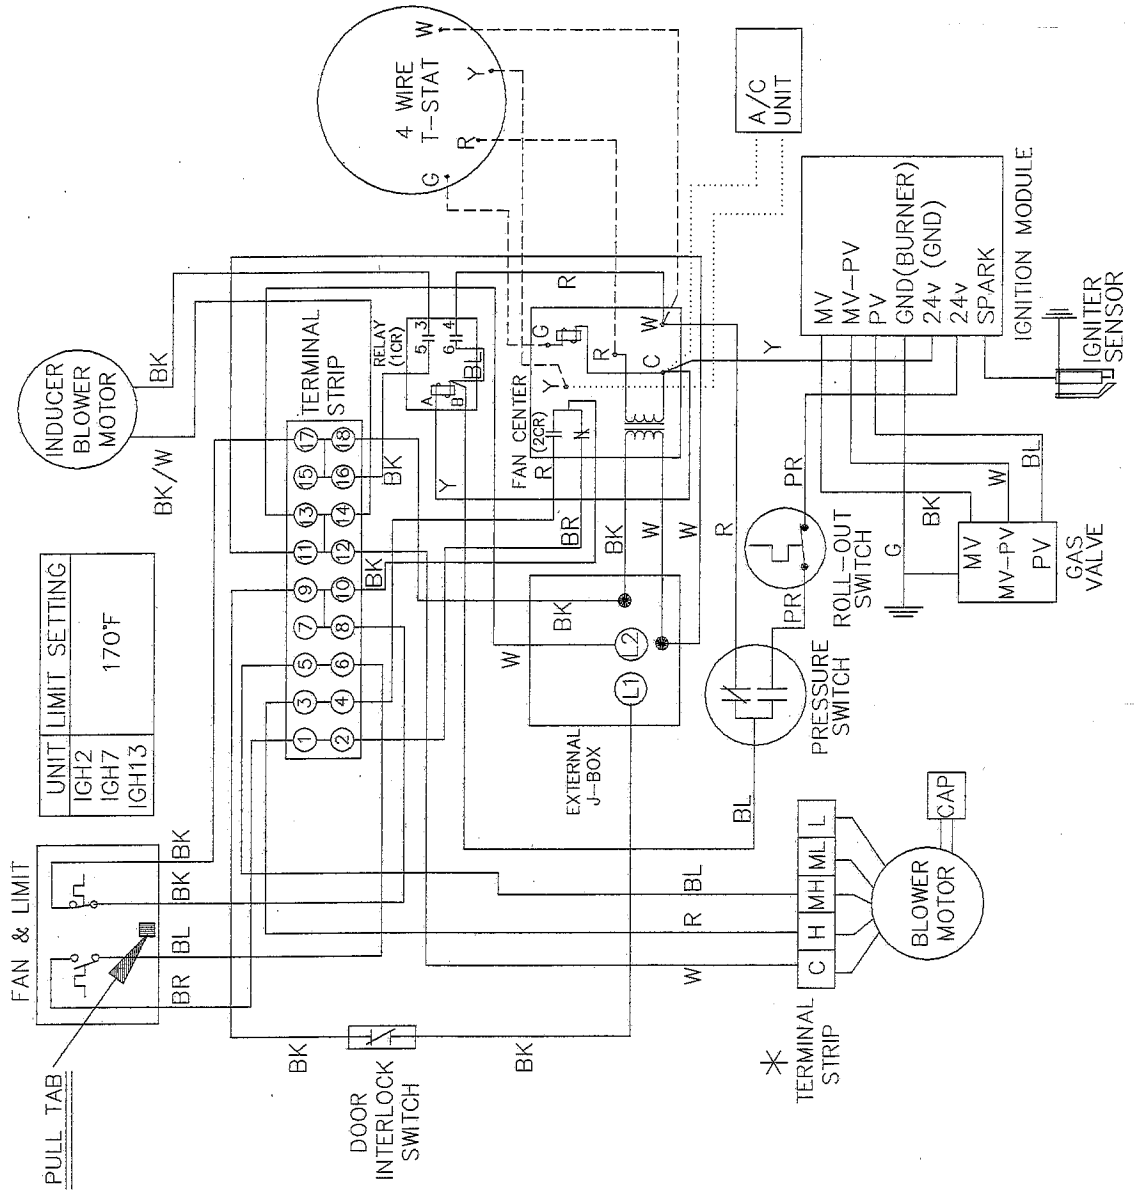 PULL TAB
FAN & LIMIT
BR
BL
BK
BK
UNIT
LIMIT SETTING
IGH2
IGH7
IGH13
170°F
INDUCER
BLOWER
MOTOR
BK/W
BK
4 WIRE
T-STAT
G
R
Y
W
TERMINAL
STRIP
1
3
5
7
9
11
13
15
17
2
4
6
8
10
12
14
16
18
BK
BK
RELAY
(1CR)
A
B
5
3
6
4
BL
Y
R
FAN CENTER
(2CR)
R
BR
Y
G
R
C
W
BK
W
W
A/C
UNIT
DOOR
INTERLOCK
SWITCH
BK
BK
EXTERNAL
J-BOX
L1
L2
BK
W
R
Y
PRESSURE
SWITCH
BL
PR
ROLL-OUT
SWITCH
PR
G
BL
R
W
* TERMINAL
STRIP
C
H
MH
ML
L
BLOWER
MOTOR
CAP
GAS
VALVE
MV
MV-PV
PV
BK
W
BL
MV
MV-PV
PV
GND(BURNER)
24v (GND)
24v
SPARK
IGNITION MODULE
IGNITER
SENSOR